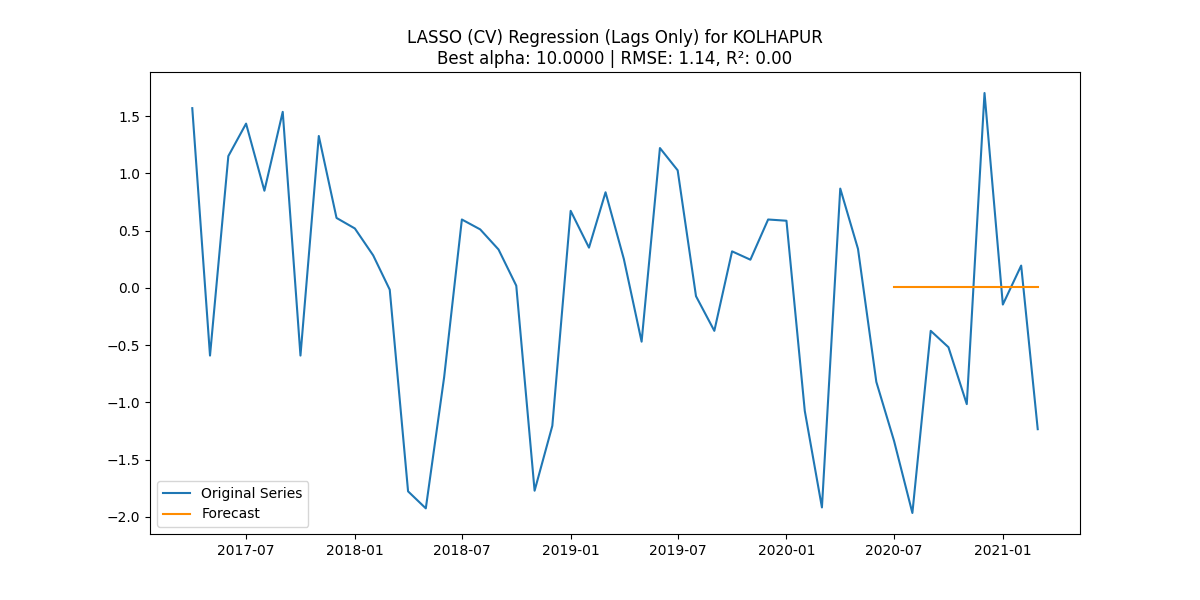 LASSO (CV) Regression (Lags Only) for KOLHAPUR
Best alpha: 10.0000 | RMSE: 1.14, R²: 0.00
1.5
1.0
0.5
0.0
−0.5
−1.0
−1.5
−2.0
Original Series
Forecast
2017-07 2018-01 2018-07 2019-01 2019-07 2020-01 2020-07 2021-01